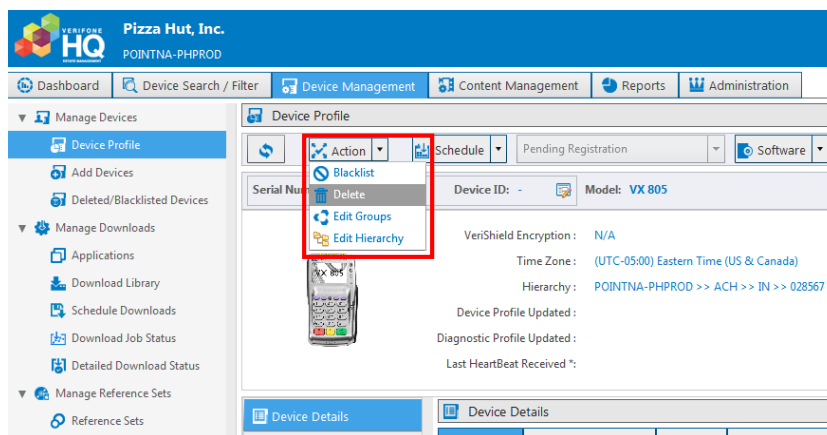 VERIFONE
HQ
ESTATE MANAGEMENT
Pizza Hut, Inc.
POINTNA-PHPROD
Dashboard
Device Search / Filter
Device Management
Content Management
Reports
Administration
Manage Devices
Device Profile
Add Devices
Deleted/Blacklisted Devices
Manage Downloads
Applications
Download Library
Schedule Downloads
Download Job Status
Detailed Download Status
Manage Reference Sets
Reference Sets
Device Profile
Action
Schedule
Pending Registration
Software
Blacklist
Delete
Edit Groups
Edit Hierarchy
Serial Num
Device ID: -
Model: VX 805
VX 805
VeriShield Encryption : N/A
Time Zone : (UTC-05:00) Eastern Time (US & Canada)
Hierarchy : POINTNA-PHPROD >> ACH >> IN >> 028567
Device Profile Updated :
Diagnostic Profile Updated :
Last HeartBeat Received *:
Device Details
Device Details